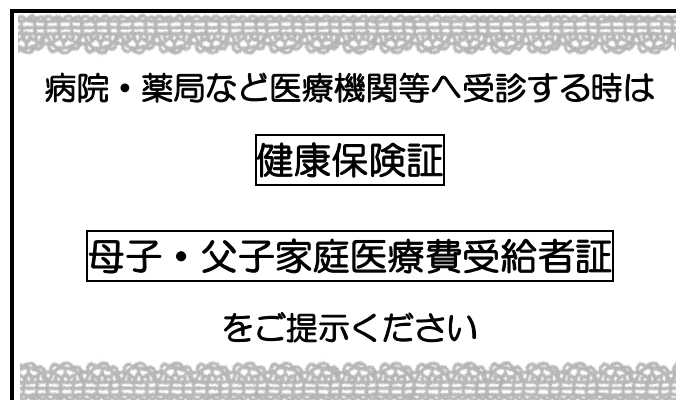 病院・薬局など医療機関等へ受診する時は
健康保険証
母子・父子家庭医療費受給者証
をご提示ください